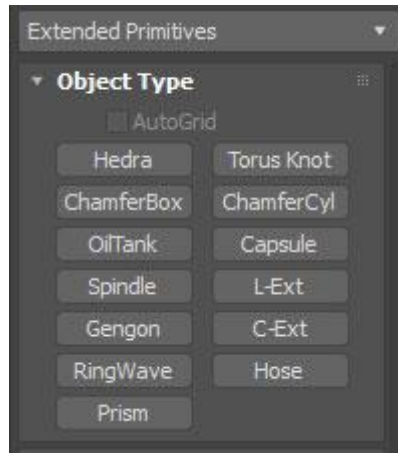 Extended Primitives
Object Type
AutoGrid
Hedra Torus Knot
ChamferBox ChamferCyl
OilTank Capsule
Spindle L-Ext
Gengon C-Ext
RingWave Hose
Prism